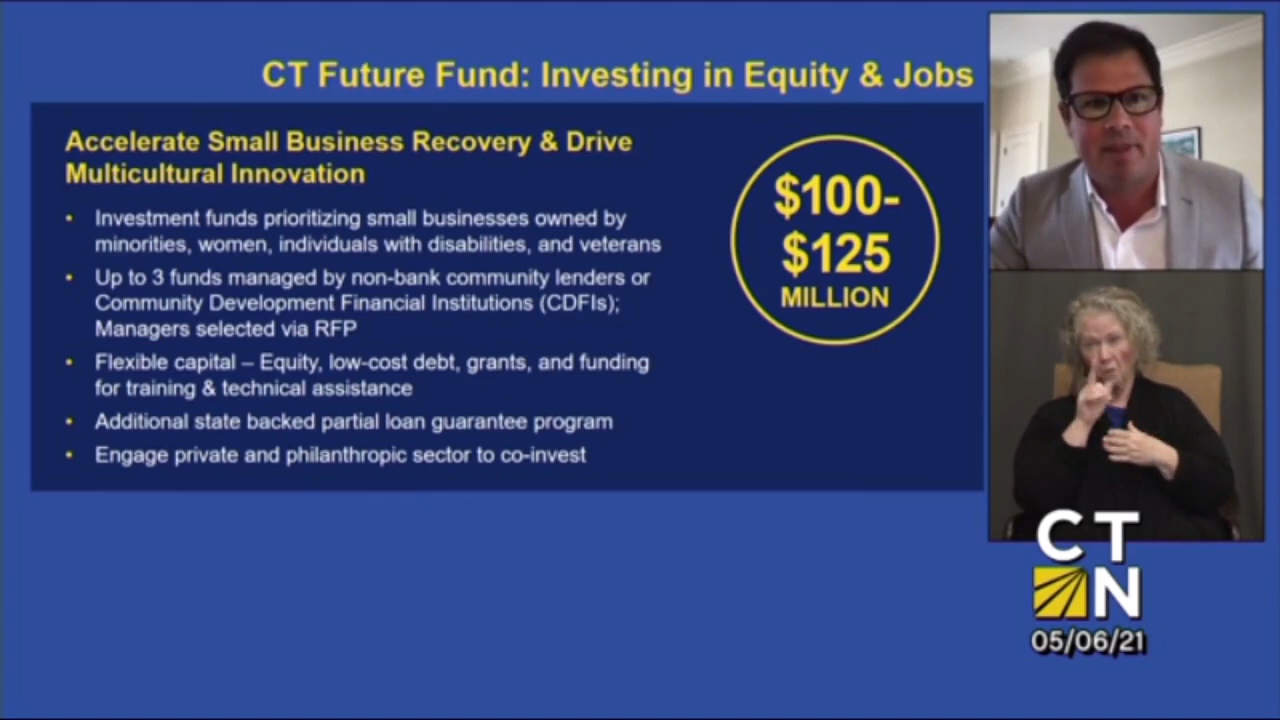 CT Future Fund: Investing in Equity & Jobs
Accelerate Small Business Recovery & Drive
Multicultural Innovation
• Investment funds prioritizing small businesses owned by
minorities, women, individuals with disabilities, and veterans
• Up to 3 funds managed by non-bank community lenders or
Community Development Financial Institutions (CDFIs);
Managers selected via RFP
• Flexible capital – Equity, low-cost debt, grants, and funding
for training & technical assistance
• Additional state backed partial loan guarantee program
• Engage private and philanthropic sector to co-invest
$100-
$125
MILLION
CT
N
05/06/21